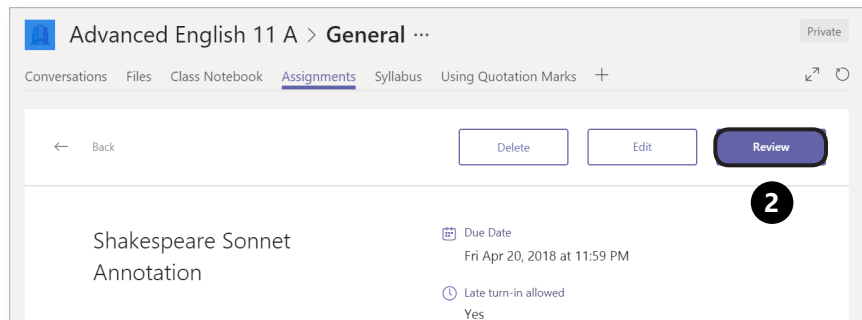 Advanced English 11 A > General ...
Private
Conversations Files Class Notebook Assignments Syllabus Using Quotation Marks +
← Back
Delete Edit Review
2
Shakespeare Sonnet
Annotation
Due Date
Fri Apr 20, 2018 at 11:59 PM
Late turn-in allowed
Yes